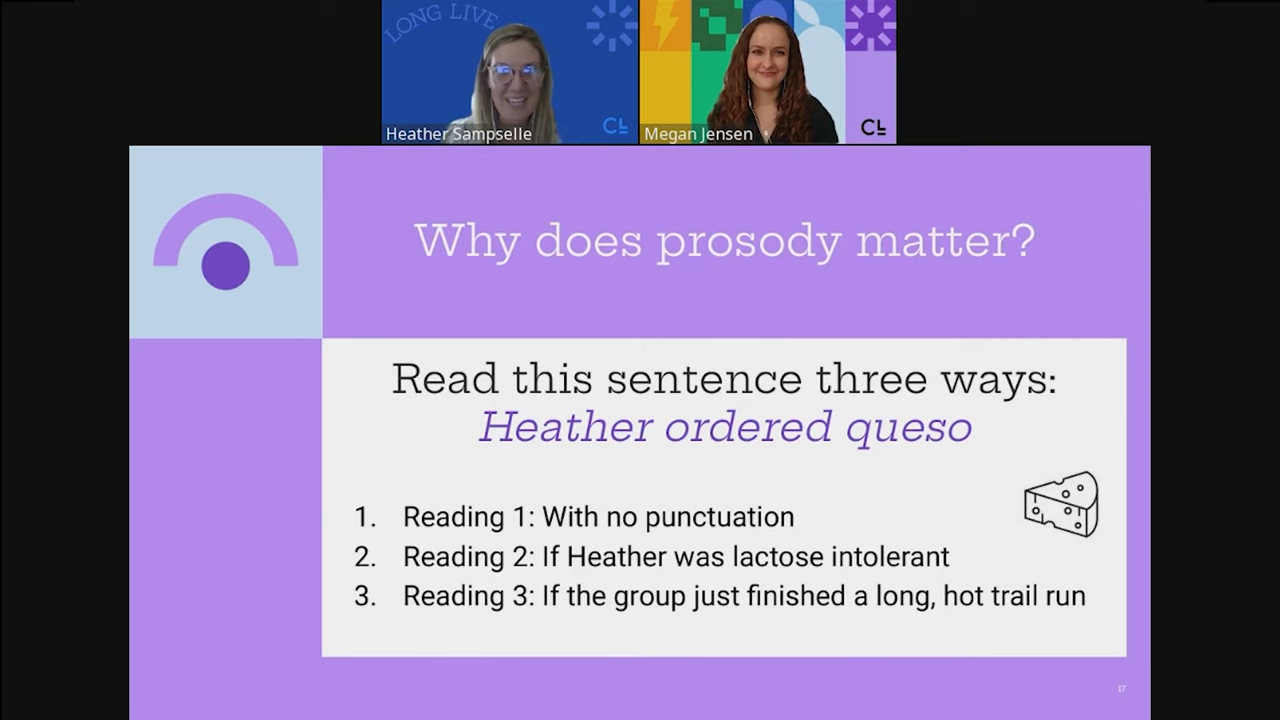 LONG LIVE
Heather Sampselle
CL
Megan Jensen
CL
Why does prosody matter?
Read this sentence three ways:
Heather ordered queso
1. Reading 1: With no punctuation
2. Reading 2: If Heather was lactose intolerant
3. Reading 3: If the group just finished a long, hot trail run
17